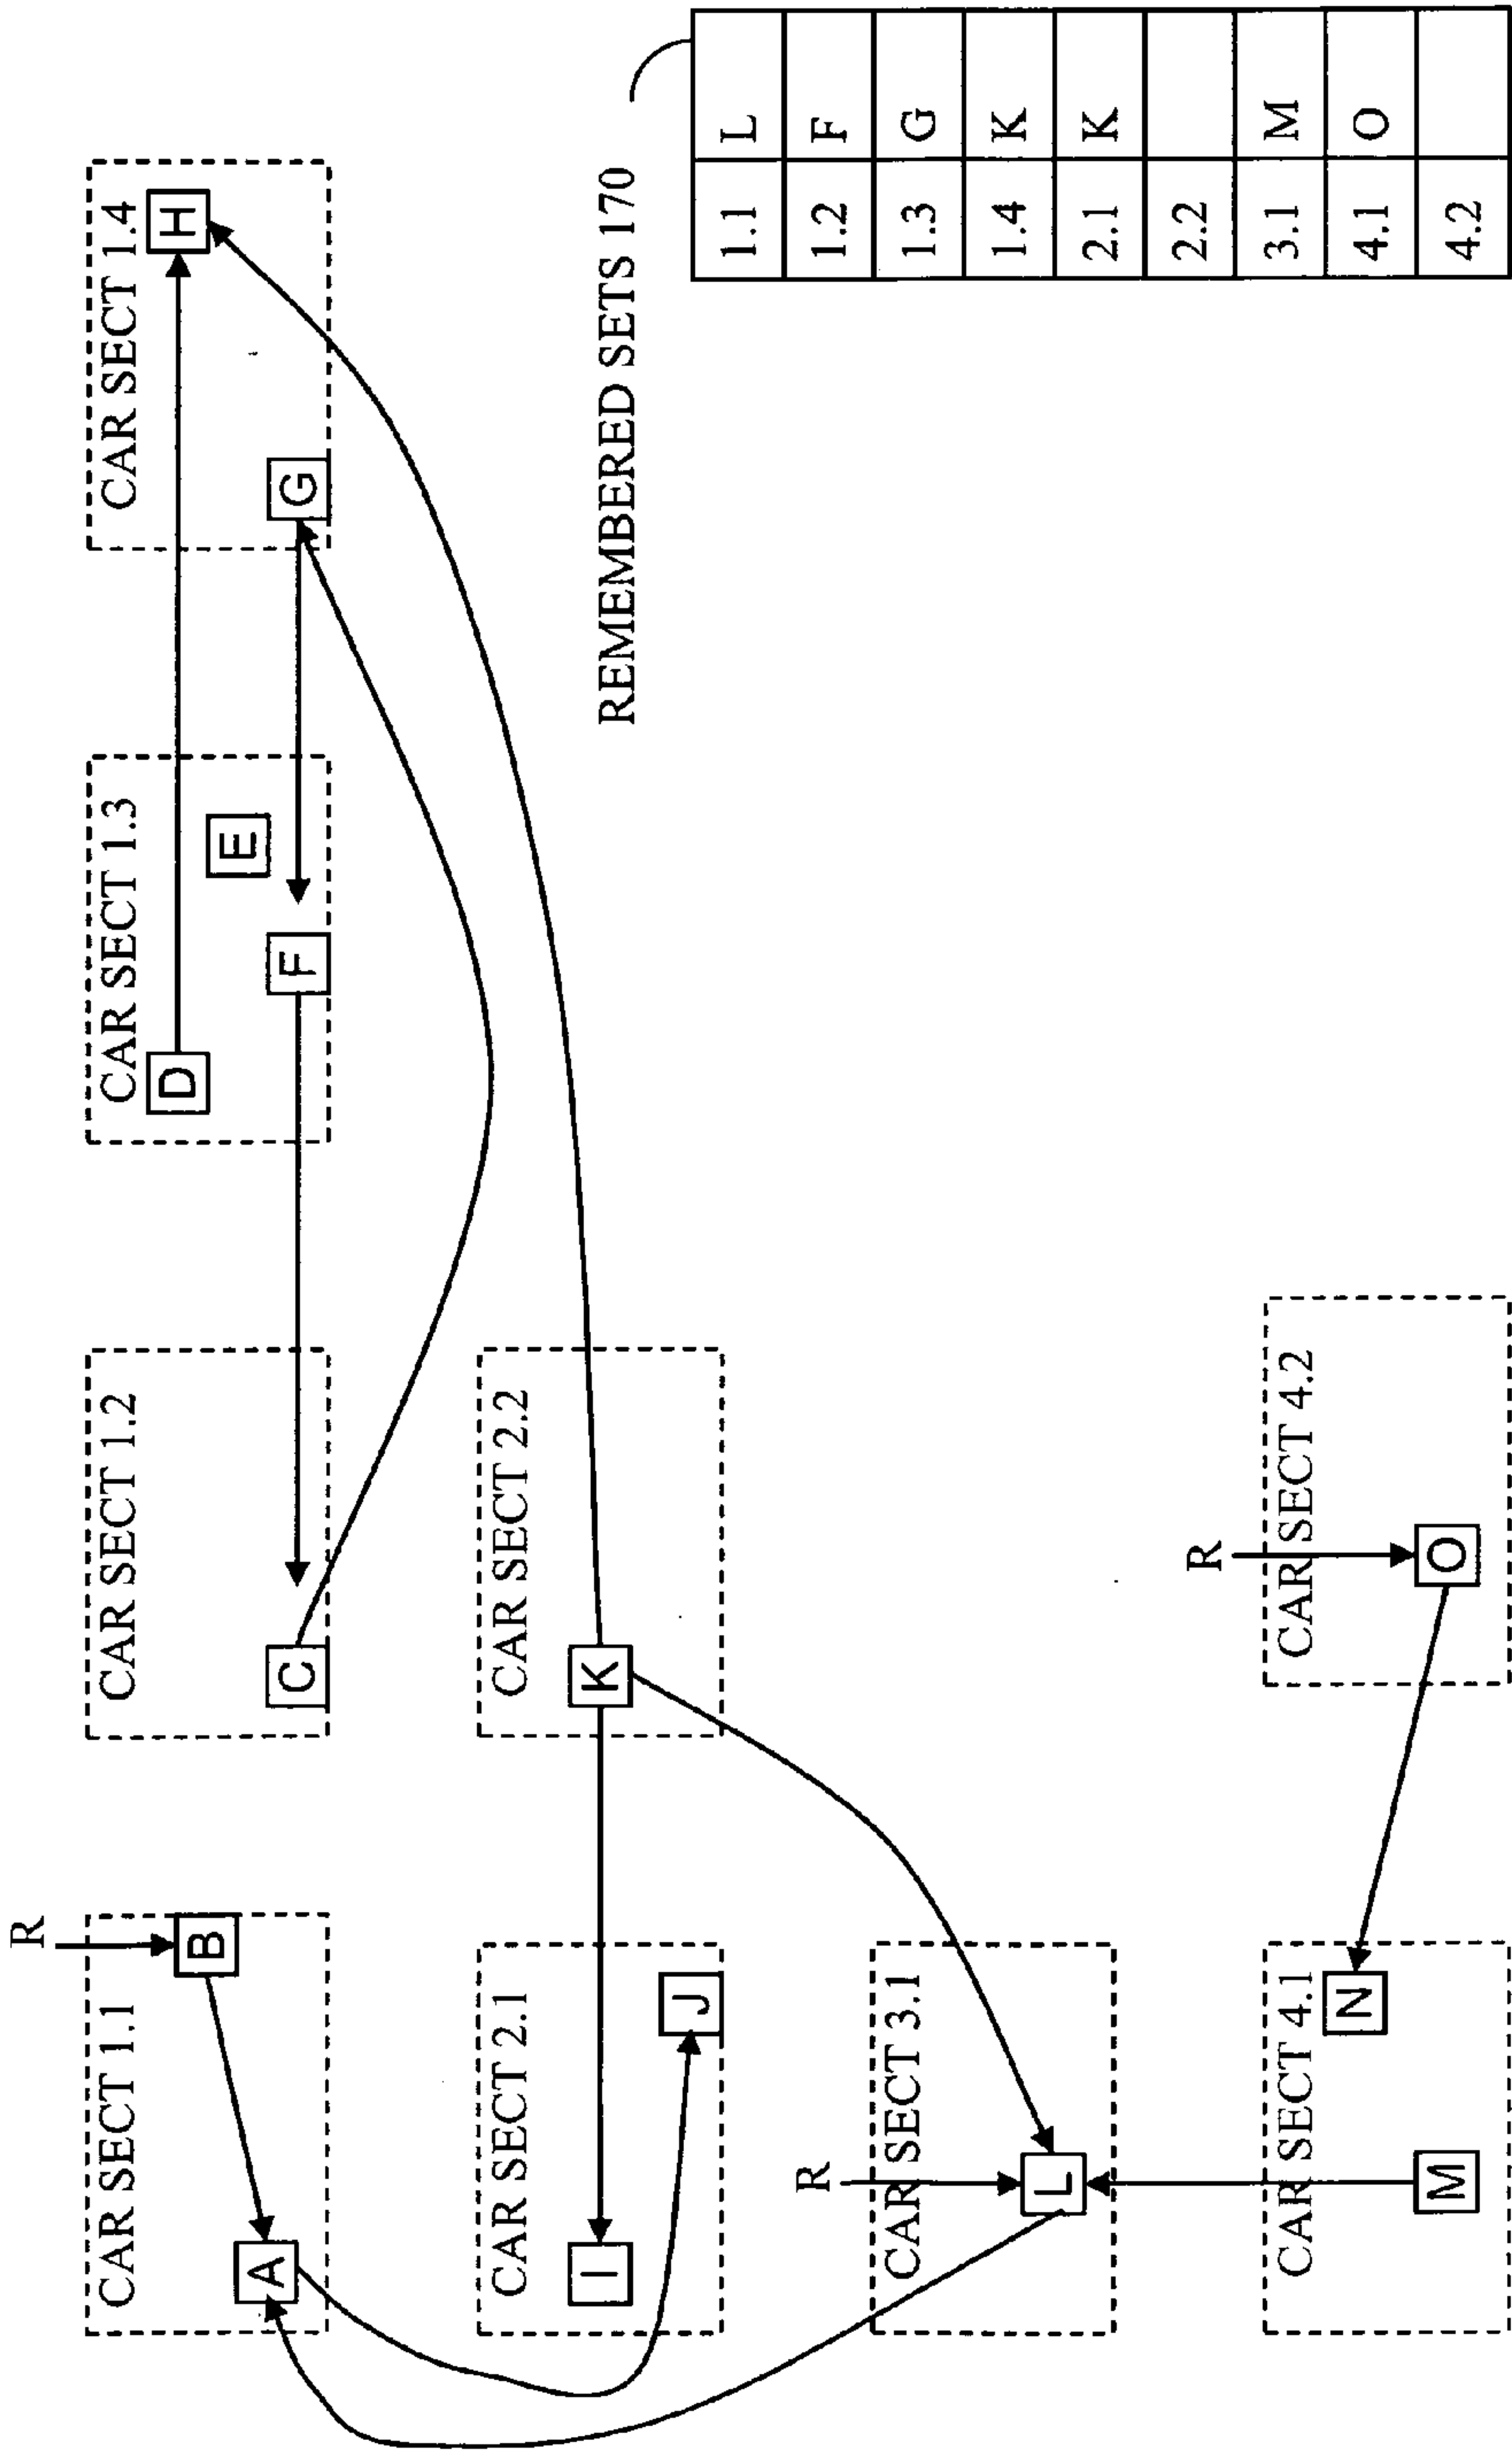 R
CAR SECT 1.1
B
A
CAR SECT 1.2
C
CAR SECT 1.3
D
E
F
CAR SECT 1.4
H
G
CAR SECT 2.1
I
J
CAR SECT 2.2
K
R
CAR SECT 3.1
L
CAR SECT 4.1
N
M
R
CAR SECT 4.2
O
REMEMBERED SETS 170
1.1 L
1.2 F
1.3 G
1.4 K
2.1 K
2.2
3.1 M
4.1 O
4.2